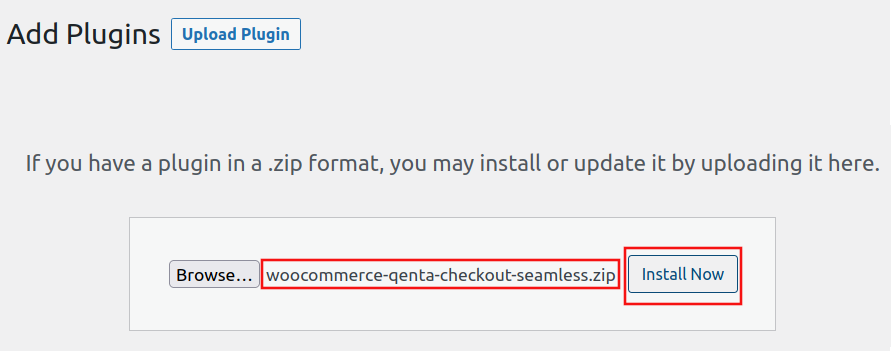 Add Plugins Upload Plugin
If you have a plugin in a .zip format, you may install or update it by uploading it here.
Browse... woocommerce-qenta-checkout-seamless.zip Install Now